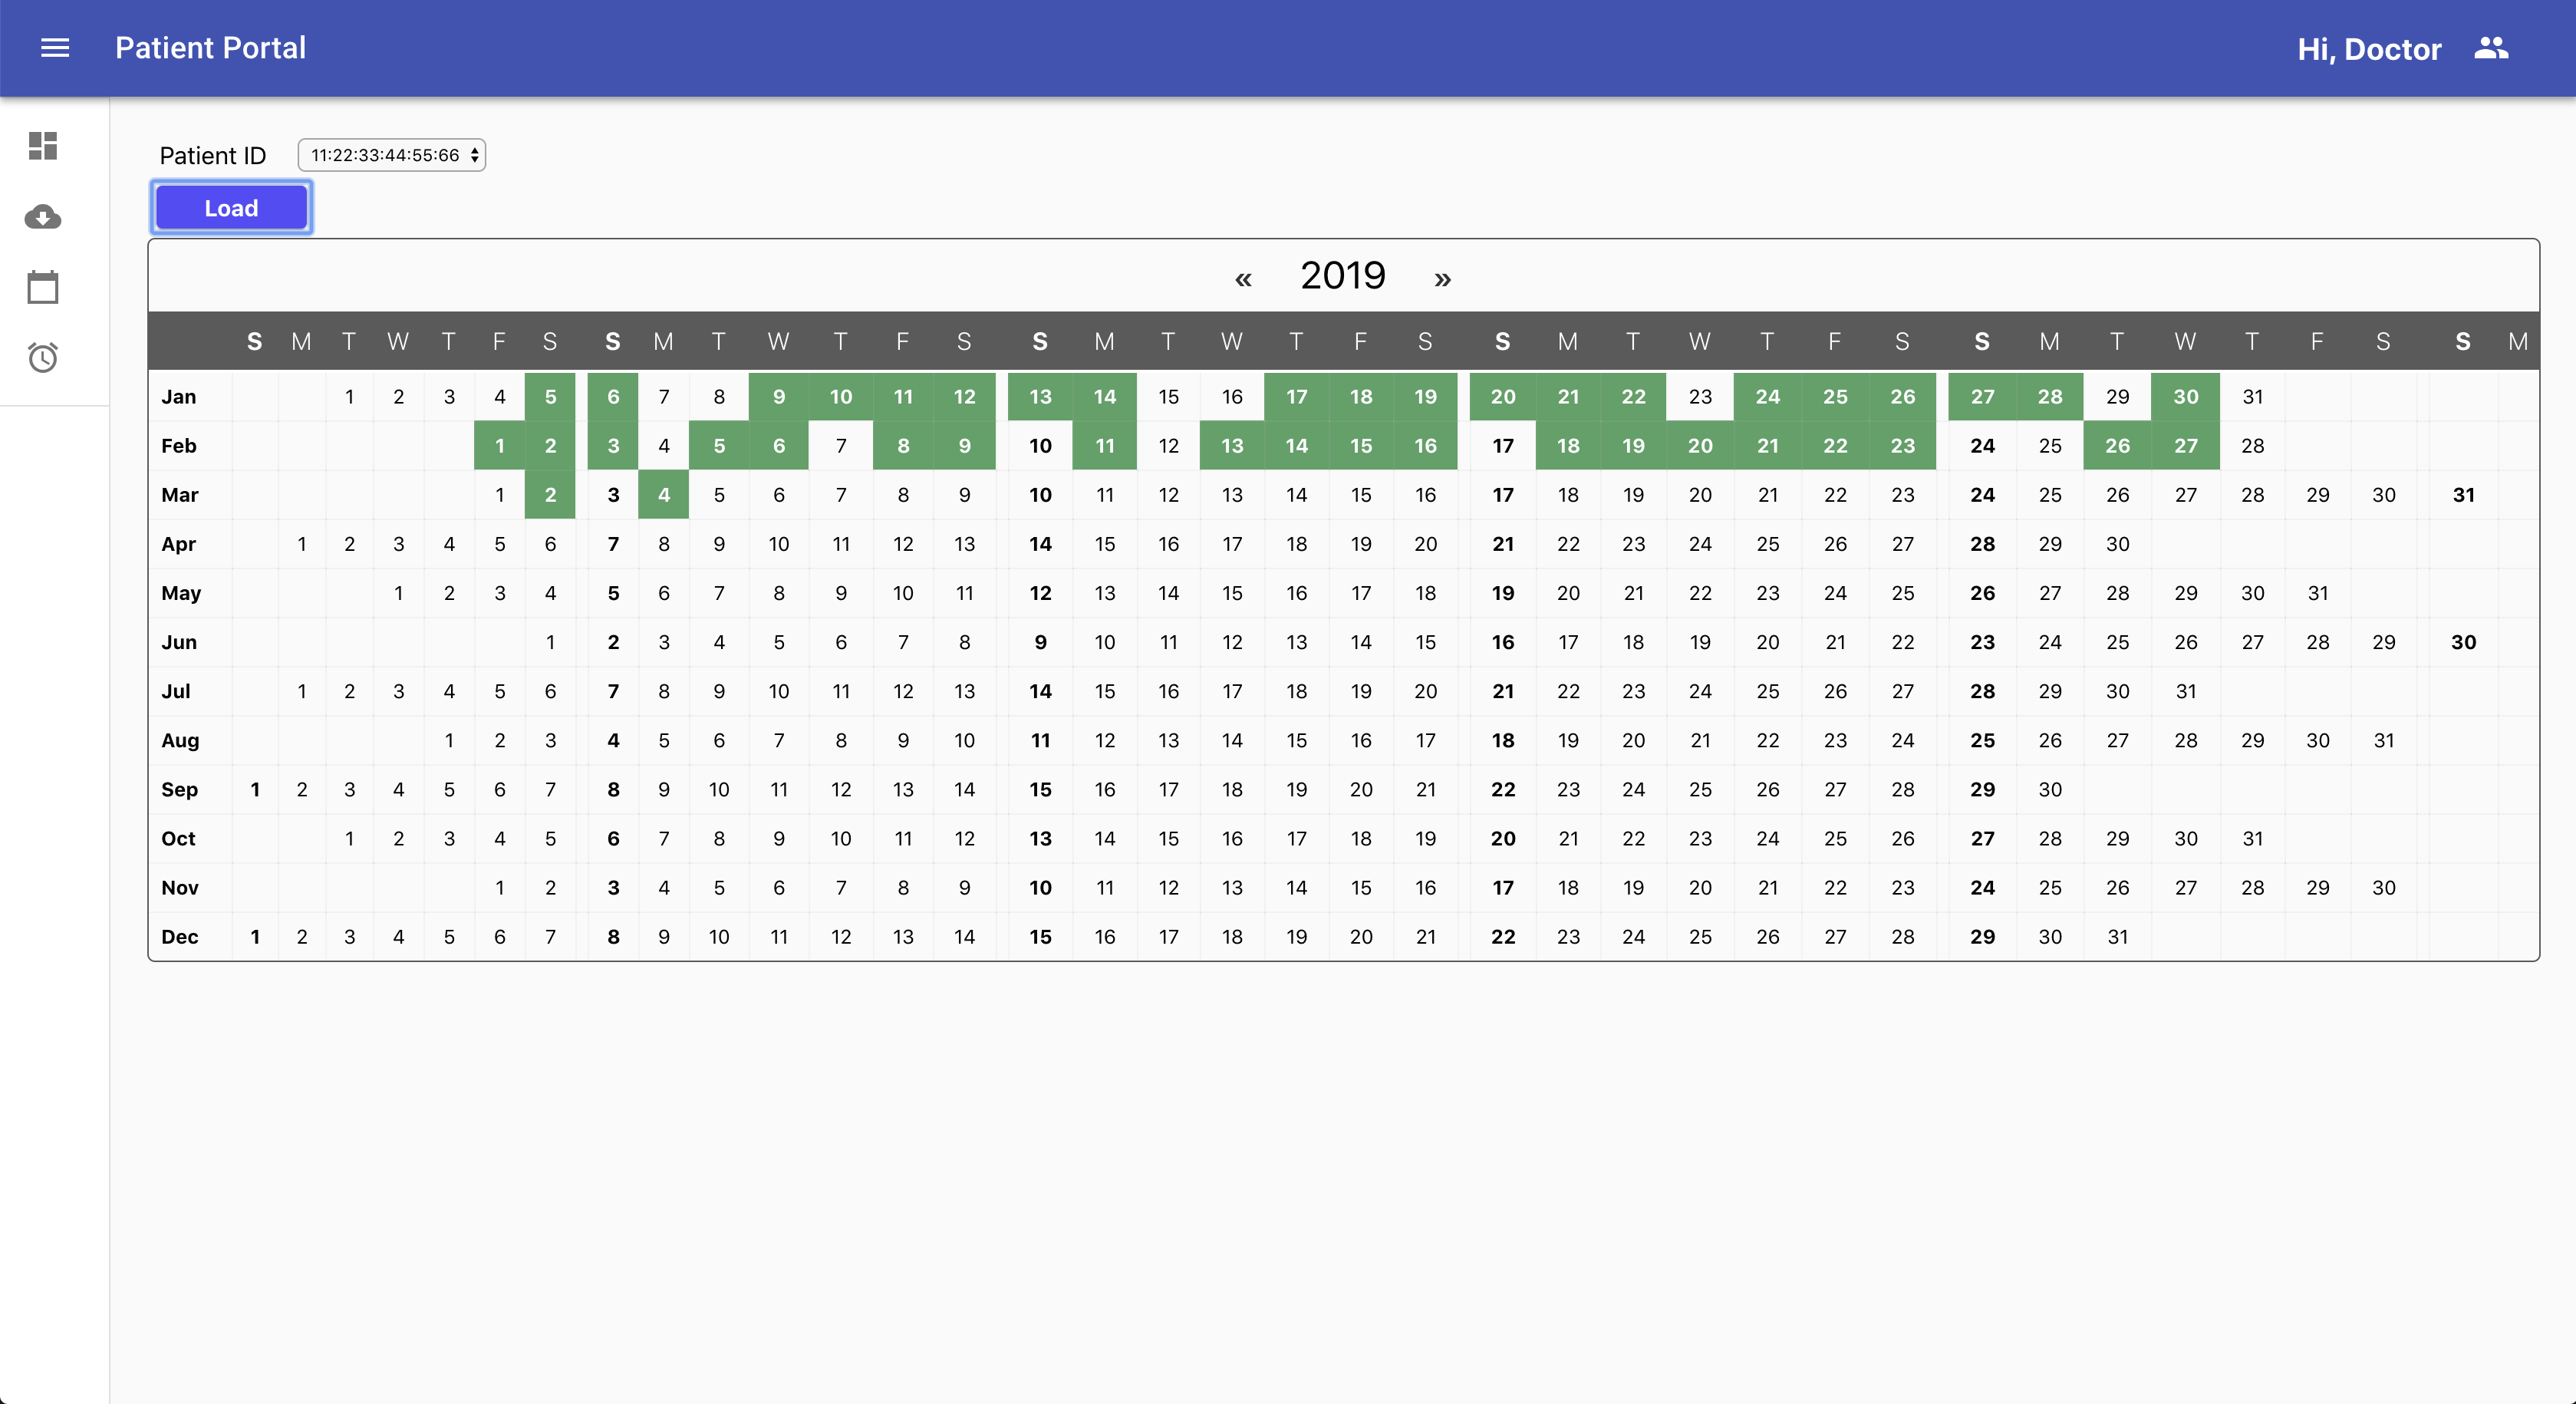 Patient Portal Hi, Doctor
Patient ID 11:22:33:44:55:66
Load
« 2019 »
S M T W T F S S M T W T F S S M T W T F S S M T W T F S S M T W T F S S M
Jan 1 2 3 4 5 6 7 8 9 10 11 12 13 14 15 16 17 18 19 20 21 22 23 24 25 26 27 28 29 30 31
Feb 1 2 3 4 5 6 7 8 9 10 11 12 13 14 15 16 17 18 19 20 21 22 23 24 25 26 27 28
Mar 1 2 3 4 5 6 7 8 9 10 11 12 13 14 15 16 17 18 19 20 21 22 23 24 25 26 27 28 29 30 31
Apr 1 2 3 4 5 6 7 8 9 10 11 12 13 14 15 16 17 18 19 20 21 22 23 24 25 26 27 28 29 30
May 1 2 3 4 5 6 7 8 9 10 11 12 13 14 15 16 17 18 19 20 21 22 23 24 25 26 27 28 29 30 31
Jun 1 2 3 4 5 6 7 8 9 10 11 12 13 14 15 16 17 18 19 20 21 22 23 24 25 26 27 28 29 30
Jul 1 2 3 4 5 6 7 8 9 10 11 12 13 14 15 16 17 18 19 20 21 22 23 24 25 26 27 28 29 30 31
Aug 1 2 3 4 5 6 7 8 9 10 11 12 13 14 15 16 17 18 19 20 21 22 23 24 25 26 27 28 29 30 31
Sep 1 2 3 4 5 6 7 8 9 10 11 12 13 14 15 16 17 18 19 20 21 22 23 24 25 26 27 28 29 30
Oct 1 2 3 4 5 6 7 8 9 10 11 12 13 14 15 16 17 18 19 20 21 22 23 24 25 26 27 28 29 30 31
Nov 1 2 3 4 5 6 7 8 9 10 11 12 13 14 15 16 17 18 19 20 21 22 23 24 25 26 27 28 29 30
Dec 1 2 3 4 5 6 7 8 9 10 11 12 13 14 15 16 17 18 19 20 21 22 23 24 25 26 27 28 29 30 31